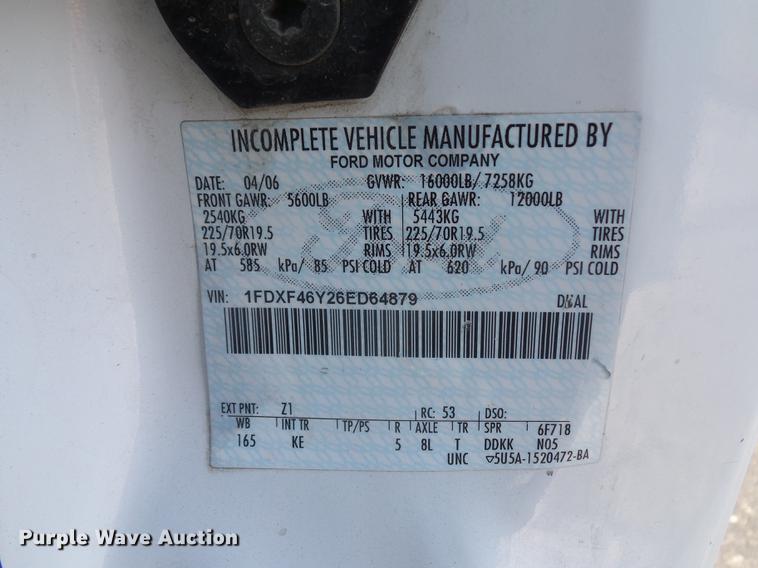 INCOMPLETE VEHICLE MANUFACTURED BY
FORD MOTOR COMPANY
DATE: 04/06 GVWR: 16000LB/ 7258KG
FRONT GAWR: 5600LB REAR GAWR: 12000LB
2540KG WITH 5443KG WITH
225/70R19.5 TIRES 225/70R19.5 TIRES
19.5x6.0RW RIMS 19.5x6.0RW RIMS
AT 585 kPa/ 85 PSI COLD AT 620 kPa/ 90 PSI COLD
VIN: 1FDXF46Y26ED64879 DUAL
EXT PNT: Z1 RC: 53 DSO:
WB INT TR TP/PS R AXLE TR SPR 6F718
165 KE 5 8L T DDKK N05
UNC ▽5U5A-1520472-BA
Purple Wave Auction